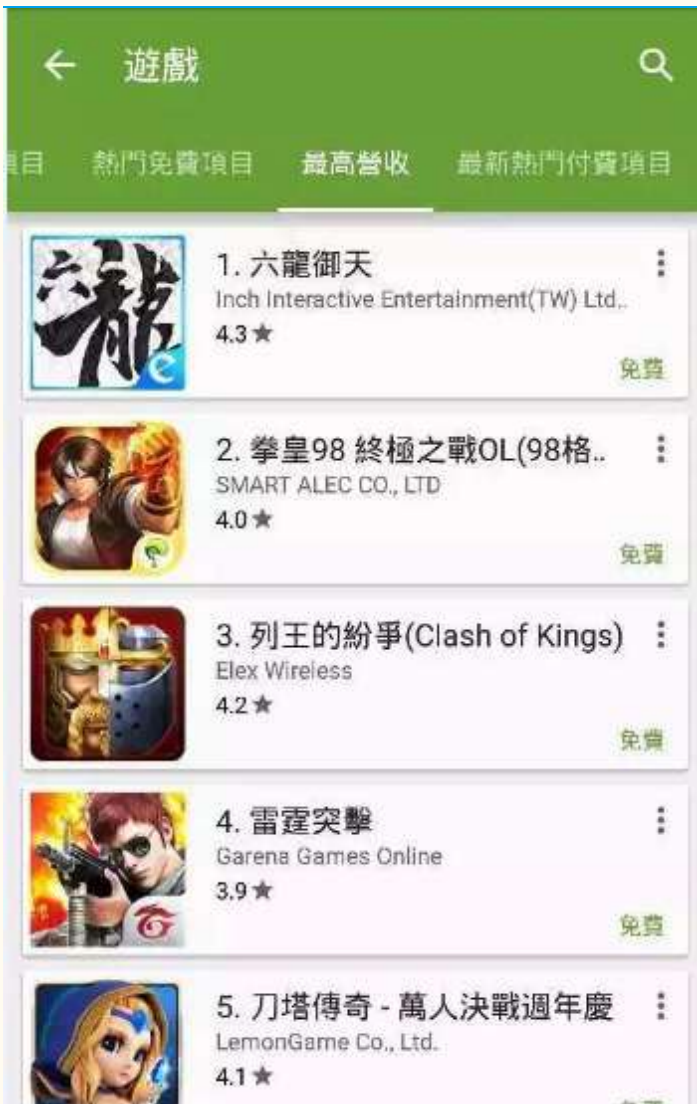 遊戲
項目 熱門免費項目 最高營收 最新熱門付費項目
六龍 e
1. 六龍御天
Inch Interactive Entertainment(TW) Ltd..
4.3★
免費
2. 拳皇98 終極之戰OL(98格..
SMART ALEC CO., LTD
4.0★
免費
3. 列王的紛爭(Clash of Kings)
Elex Wireless
4.2★
免費
4. 雷霆突擊
Garena Games Online
3.9★
免費
5. 刀塔傳奇 - 萬人決戰週年慶
LemonGame Co., Ltd.
4.1★